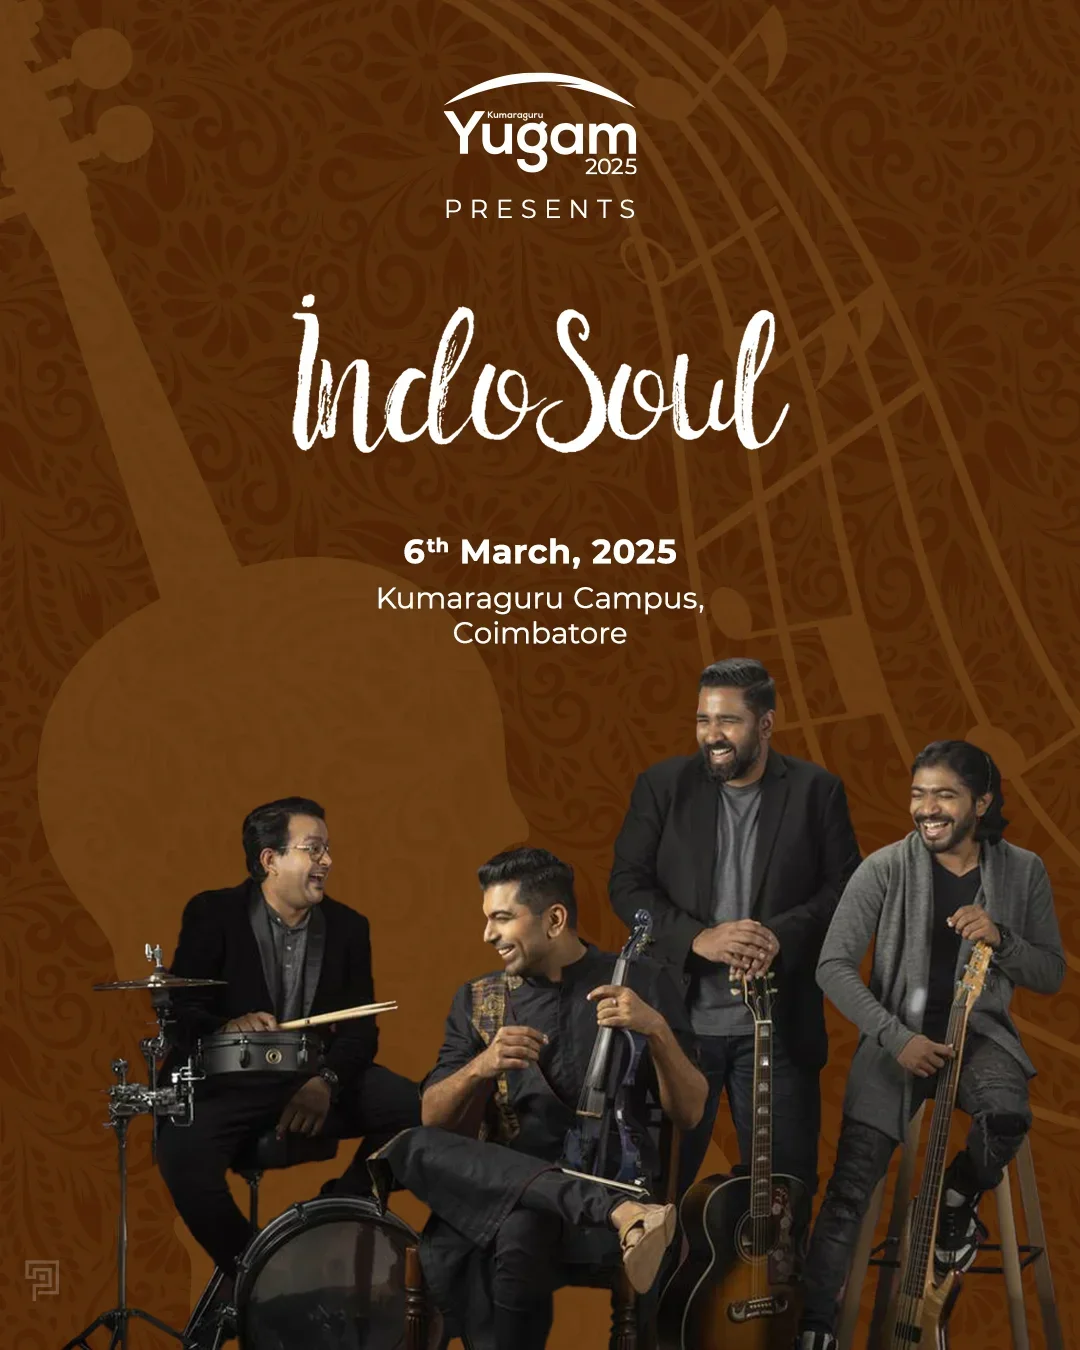 Kumaraguru
Yugam
2025
PRESENTS
IndoSoul
6th March, 2025
Kumaraguru Campus,
Coimbatore